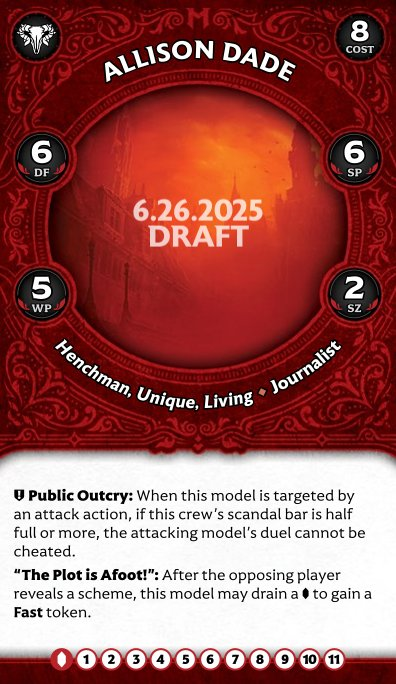 ALLISON DADE
8
COST
6
DF
6
SP
6.26.2025
DRAFT
5
WP
2
SZ
Henchman, Unique, Living ♦ Journalist
Public Outcry: When this model is targeted by
an attack action, if this crew’s scandal bar is half
full or more, the attacking model’s duel cannot be
cheated.
“The Plot is Afoot!”: After the opposing player
reveals a scheme, this model may drain a to gain a
Fast token.
1 2 3 4 5 6 7 8 9 10 11